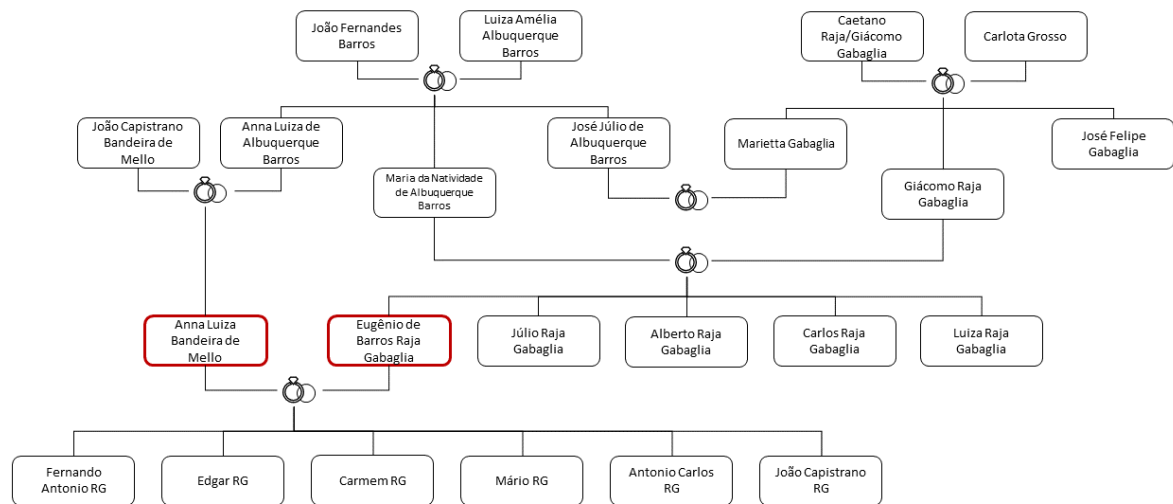 João Fernandes
Barros
Luiza Amélia
Albuquerque
Barros
Caetano
Raja/Giácomo
Gabaglia
Carlota Grosso
João Capistrano
Bandeira de
Mello
Anna Luiza de
Albuquerque
Barros
José Júlio de
Albuquerque
Barros
Marietta Gabaglia
José Felipe
Gabaglia
Maria da Natividade
de Albuquerque
Barros
Giácomo Raja
Gabaglia
Anna Luiza
Bandeira de
Mello
Eugênio de
Barros Raja
Gabaglia
Júlio Raja
Gabaglia
Alberto Raja
Gabaglia
Carlos Raja
Gabaglia
Luiza Raja
Gabaglia
Fernando
Antonio RG
Edgar RG
Carmem RG
Mário RG
Antonio Carlos
RG
João Capistrano
RG